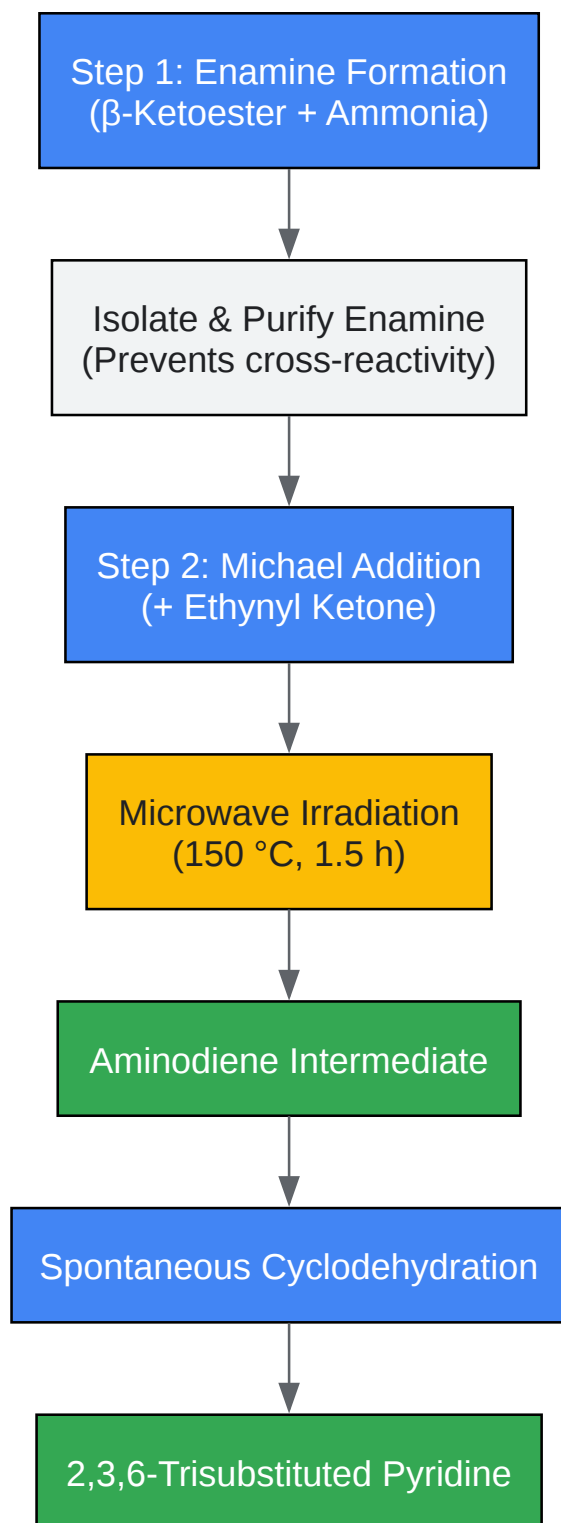 Step 1: Enamine Formation
(β-Ketoester + Ammonia)
Isolate & Purify Enamine
(Prevents cross-reactivity)
Step 2: Michael Addition
(+ Ethynyl Ketone)
Microwave Irradiation
(150 °C, 1.5 h)
Aminodiene Intermediate
Spontaneous Cyclodehydration
2,3,6-Trisubstituted Pyridine